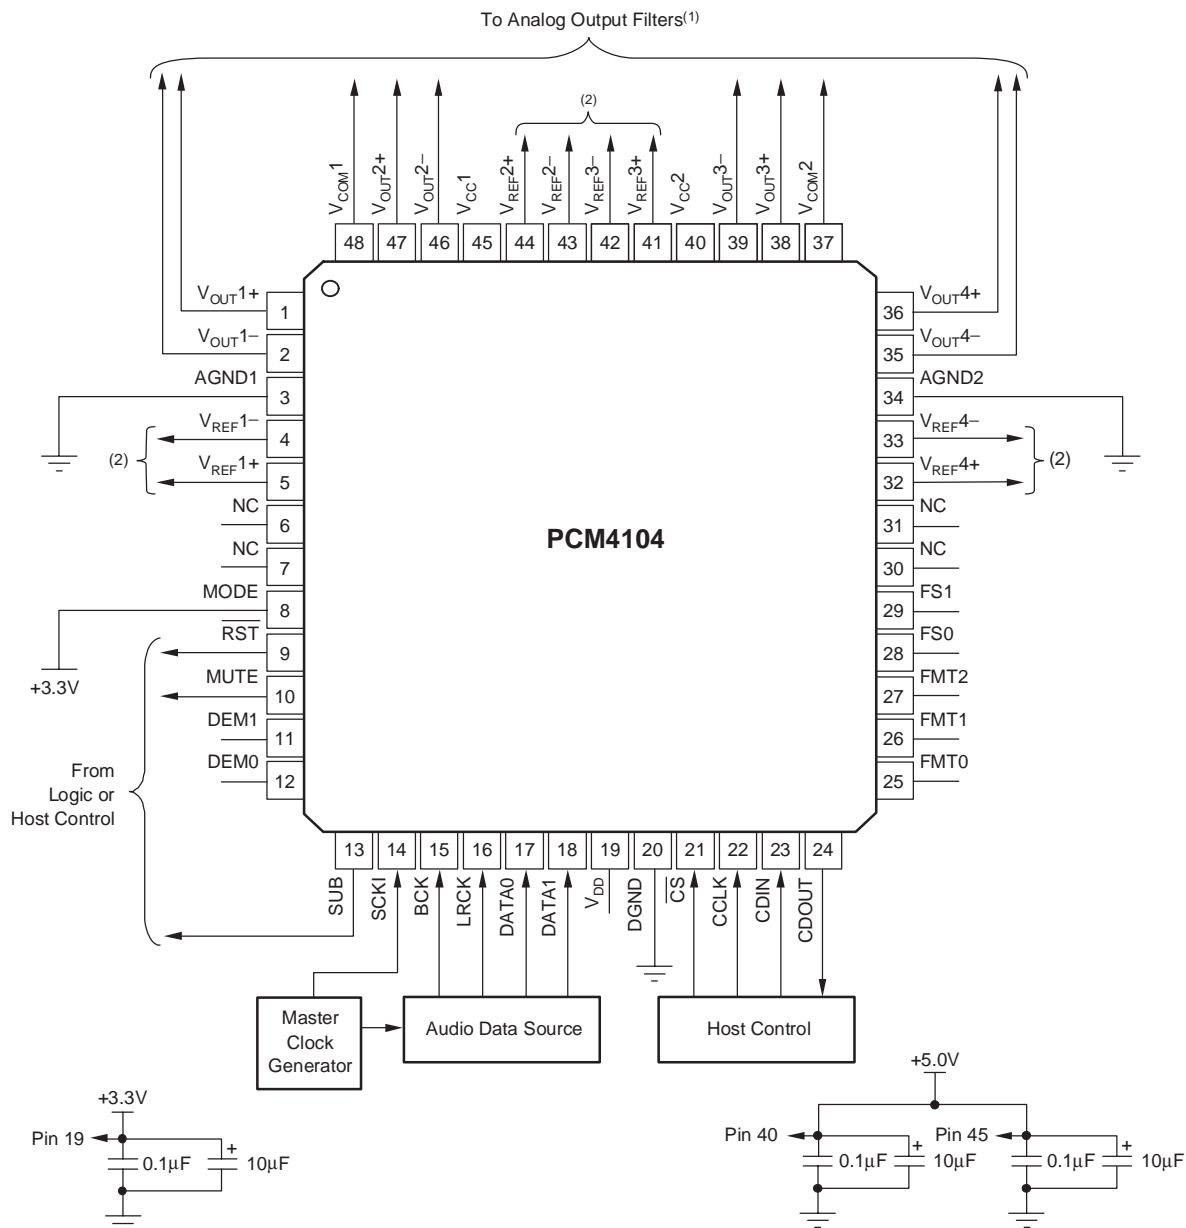 To Analog Output Filters(1)
(2)
VCOM1
VOUT2+
VOUT2−
VCC1
VREF2+
VREF2−
VREF3−
VREF3+
VCC2
VOUT3−
VOUT3+
VCOM2
48
47
46
45
44
43
42
41
40
39
38
37
VOUT1+
1
VOUT1−
2
AGND1
3
VREF1−
4
(2)
VREF1+
5
NC
6
NC
7
MODE
8
RST
9
+3.3V
MUTE
10
DEM1
11
DEM0
12
From
Logic or
Host Control
PCM4104
36
VOUT4+
35
VOUT4−
34
AGND2
33
VREF4−
(2)
32
VREF4+
31
NC
30
NC
29
FS1
28
FS0
27
FMT2
26
FMT1
25
FMT0
13
14
15
16
17
18
19
20
21
22
23
24
SUB
SCKI
BCK
LRCK
DATA0
DATA1
VDD
DGND
CS
CCLK
CDIN
CDOUT
Master
Clock
Generator
Audio Data Source
Host Control
+3.3V
Pin 19
0.1µF
+
10µF
+5.0V
Pin 40
0.1µF
+
10µF
Pin 45
0.1µF
+
10µF